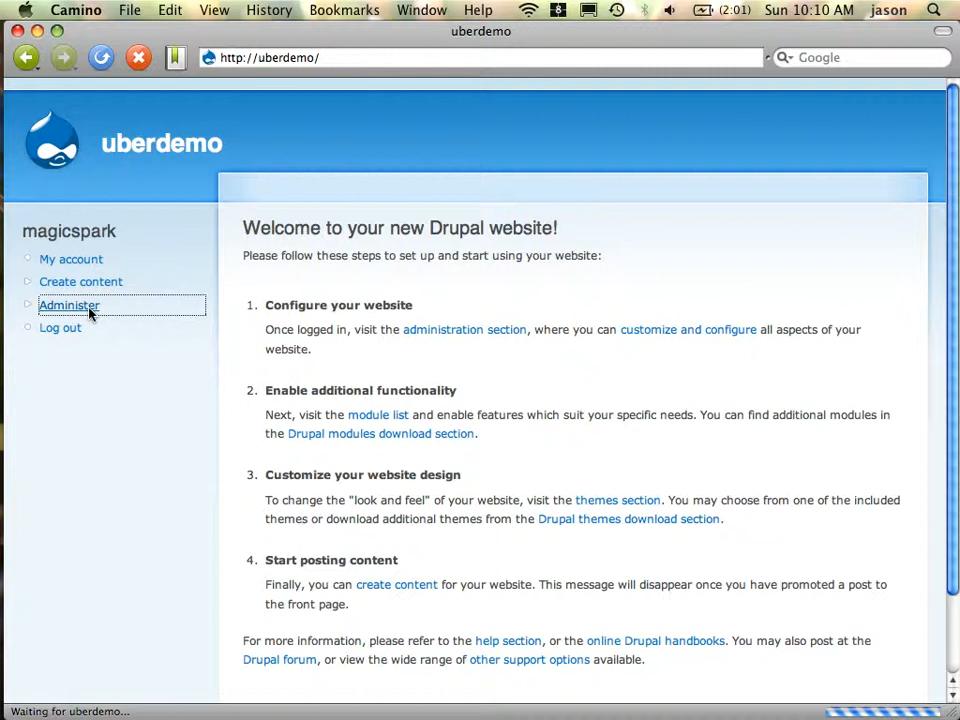 Camino File Edit View History Bookmarks Window Help 8 (2:01) Sun 10:10 AM jason
uberdemo
http://uberdemo/ Google
uberdemo
magicspark
My account
Create content
Administer
Log out
Welcome to your new Drupal website!
Please follow these steps to set up and start using your website:
1. Configure your website
Once logged in, visit the administration section, where you can customize and configure all aspects of your
website.
2. Enable additional functionality
Next, visit the module list and enable features which suit your specific needs. You can find additional modules in
the Drupal modules download section.
3. Customize your website design
To change the "look and feel" of your website, visit the themes section. You may choose from one of the included
themes or download additional themes from the Drupal themes download section.
4. Start posting content
Finally, you can create content for your website. This message will disappear once you have promoted a post to
the front page.
For more information, please refer to the help section, or the online Drupal handbooks. You may also post at the
Drupal forum, or view the wide range of other support options available.
Waiting for uberdemo...